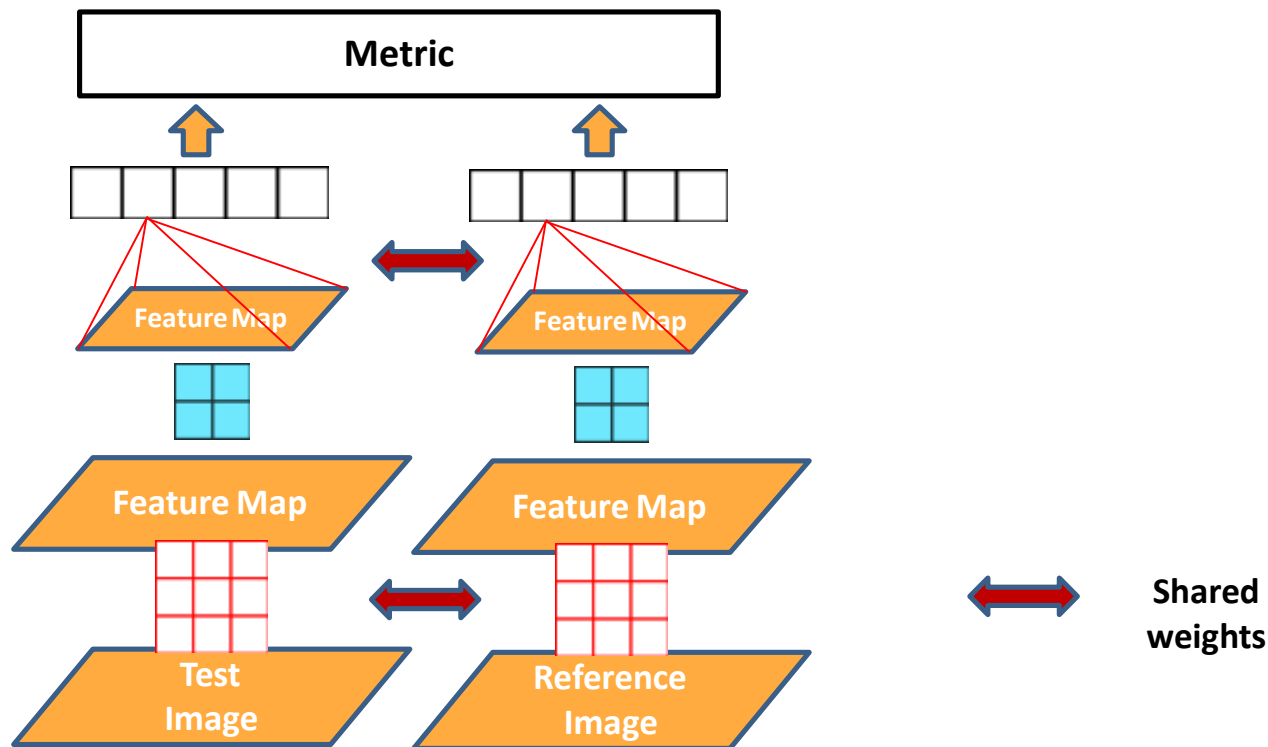 Metric
Feature Map
Feature Map
Feature Map
Feature Map
Test
Image
Reference
Image
Shared
weights